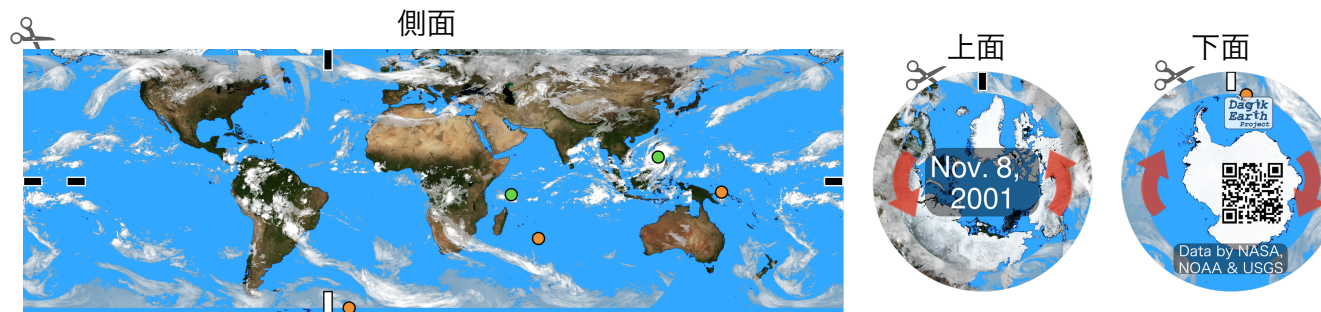 側面
上面
下面
Nov. 8,
2001
Dagik
Earth
Project
Data by NASA,
NOAA & USGS